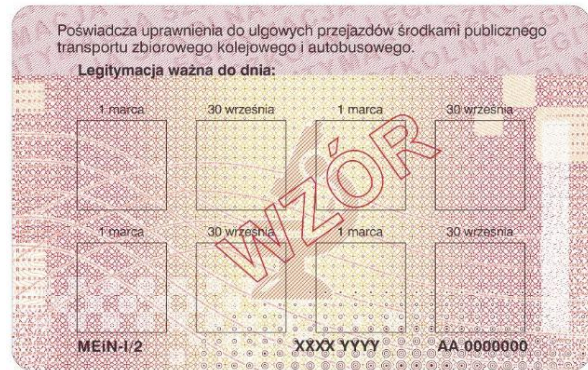 Poświadcza uprawnienia do ulgowych przejazdów środkami publicznego
transportu zbiorowego kolejowego i autobusowego.
Legitymacja ważna do dnia:
1 marca 30 września 1 marca 30 września
WZÓR
1 marca 30 września 1 marca 30 września
MEiN-I/2 XXXX YYYY AA 0000000